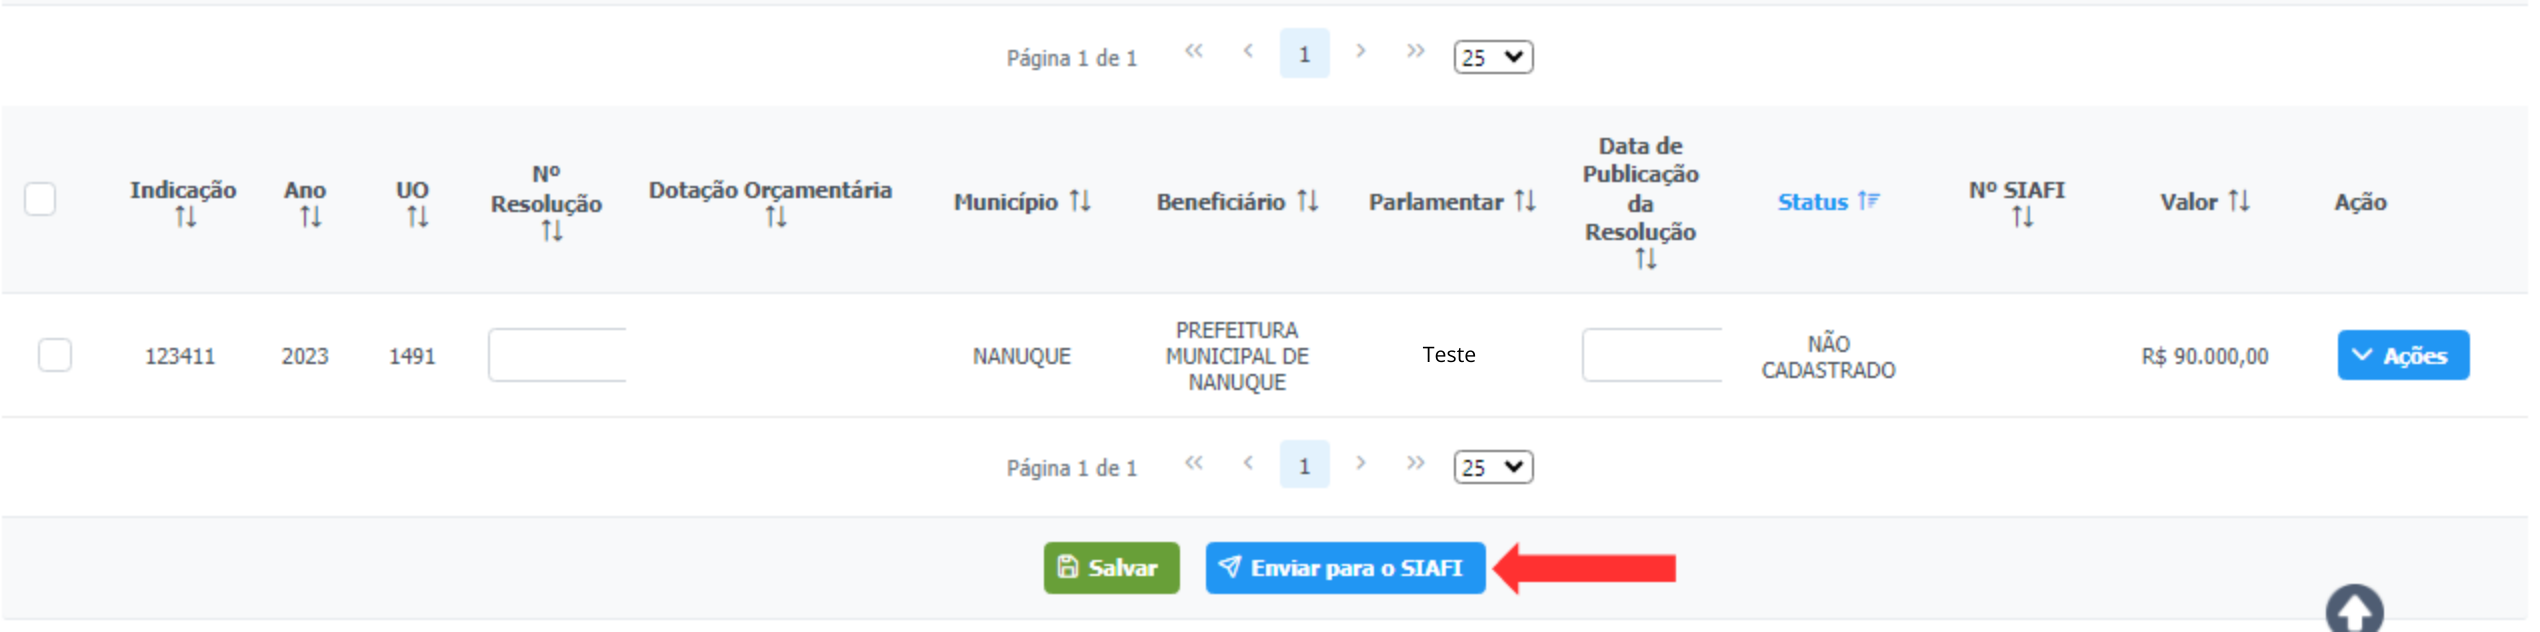 Página 1 de 1 << < 1 > >> 25
Indicação Ano UO Nº Resolução Dotação Orçamentária Município Beneficiário Parlamentar Data de Publicação da Resolução Status Nº SIAFI Valor Ação
123411 2023 1491 NANUQUE PREFEITURA MUNICIPAL DE NANUQUE Teste NÃO CADASTRADO R$ 90.000,00 Ações
Página 1 de 1 << < 1 > >> 25
Salvar Enviar para o SIAFI